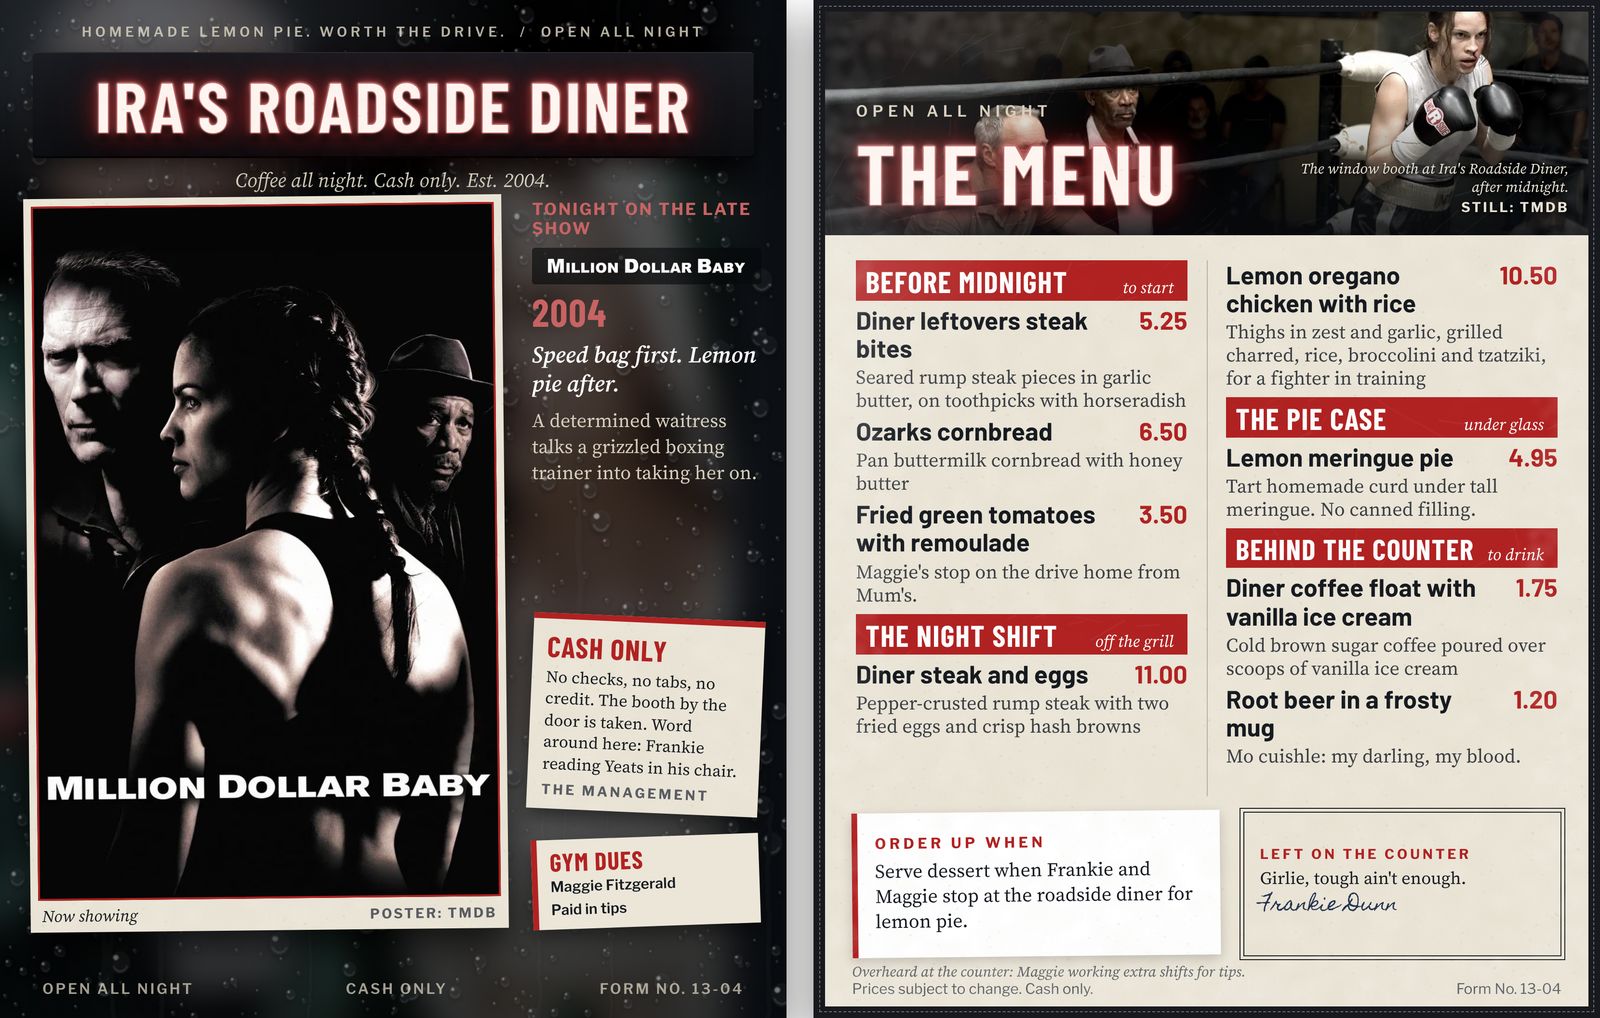 HOMEMADE LEMON PIE. WORTH THE DRIVE. / OPEN ALL NIGHT
IRA'S ROADSIDE DINER
Coffee all night. Cash only. Est. 2004.
TONIGHT ON THE LATE
SHOW
MILLION DOLLAR BABY
2004
Speed bag first. Lemon
pie after.
A determined waitress
talks a grizzled boxing
trainer into taking her on.
MILLION DOLLAR BABY
Now showing
POSTER: TMDB
CASH ONLY
No checks, no tabs, no
credit. The booth by the
door is taken. Word
around here: Frankie
reading Yeats in his chair.
THE MANAGEMENT
GYM DUES
Maggie Fitzgerald
Paid in tips
OPEN ALL NIGHT
CASH ONLY
FORM NO. 13-04
OPEN ALL NIGHT
THE MENU
The window booth at Ira's Roadside Diner,
after midnight.
STILL: TMDB
BEFORE MIDNIGHT to start
Diner leftovers steak 5.25
bites
Seared rump steak pieces in garlic
butter, on toothpicks with horseradish
Ozarks cornbread 6.50
Pan buttermilk cornbread with honey
butter
Fried green tomatoes 3.50
with remoulade
Maggie's stop on the drive home from
Mum's.
THE NIGHT SHIFT off the grill
Diner steak and eggs 11.00
Pepper-crusted rump steak with two
fried eggs and crisp hash browns
Lemon oregano 10.50
chicken with rice
Thighs in zest and garlic, grilled
charred, rice, broccolini and tzatziki,
for a fighter in training
THE PIE CASE under glass
Lemon meringue pie 4.95
Tart homemade curd under tall
meringue. No canned filling.
BEHIND THE COUNTER to drink
Diner coffee float with 1.75
vanilla ice cream
Cold brown sugar coffee poured over
scoops of vanilla ice cream
Root beer in a frosty 1.20
mug
Mo cuishle: my darling, my blood.
ORDER UP WHEN
Serve dessert when Frankie and
Maggie stop at the roadside diner for
lemon pie.
LEFT ON THE COUNTER
Girlie, tough ain't enough.
Frankie Dunn
Overheard at the counter: Maggie working extra shifts for tips.
Prices subject to change. Cash only.
Form No. 13-04